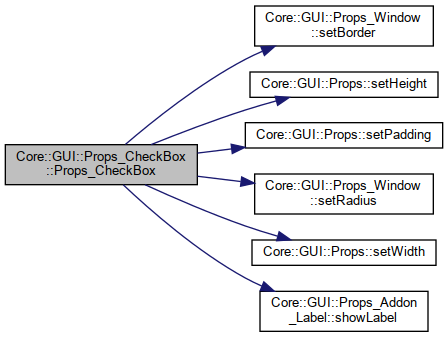 Core::GUI::Props_Window
::setBorder
Core::GUI::Props::setHeight
Core::GUI::Props::setPadding
Core::GUI::Props_CheckBox
::Props_CheckBox
Core::GUI::Props_Window
::setRadius
Core::GUI::Props::setWidth
Core::GUI::Props_Addon
_Label::showLabel